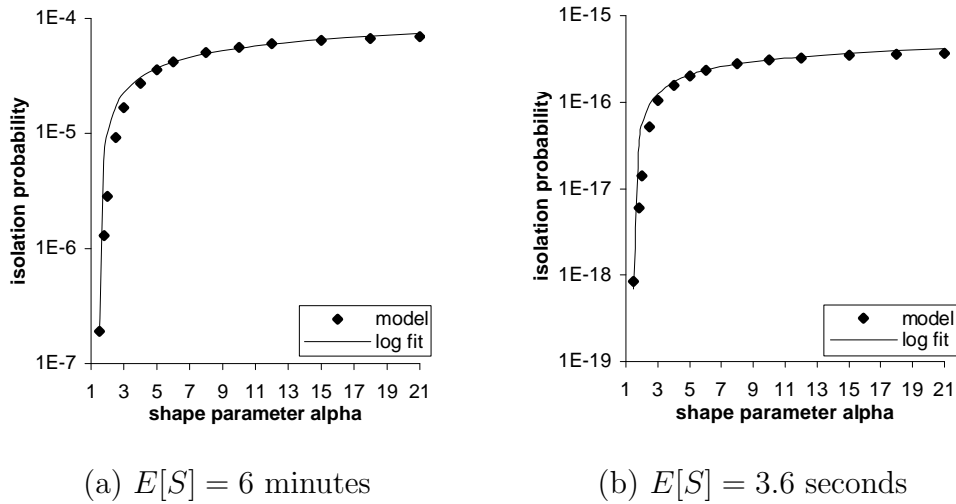 1E-4
1E-5
1E-6
1E-7
isolation probability
1 3 5 7 9 11 13 15 17 19 21
shape parameter alpha
model
log fit
(a) E[S] = 6 minutes
1E-15
1E-16
1E-17
1E-18
1E-19
isolation probability
1 3 5 7 9 11 13 15 17 19 21
shape parameter alpha
model
log fit
(b) E[S] = 3.6 seconds